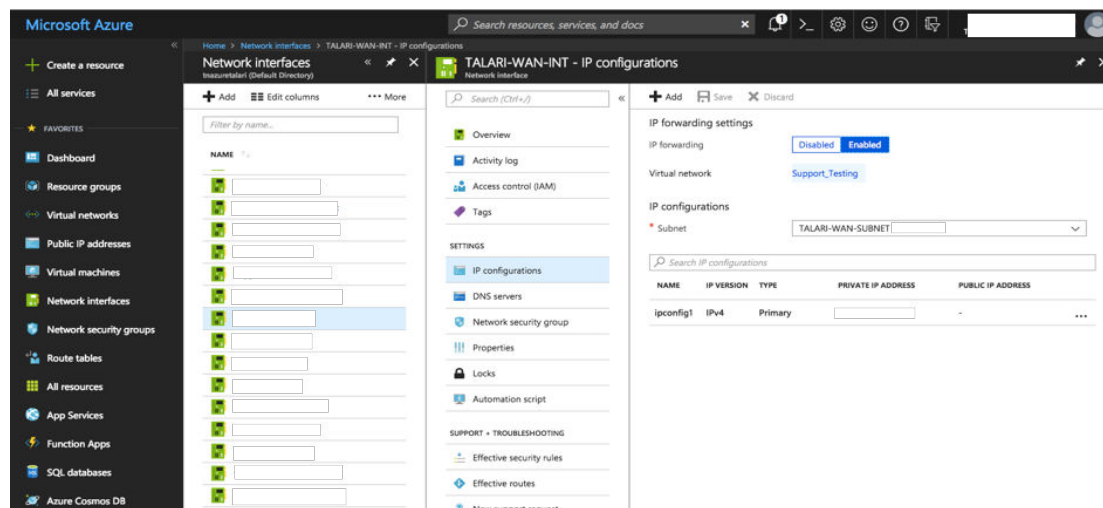 Microsoft Azure
Search resources, services, and docs
1
Create a resource
All services
FAVORITES
Dashboard
Resource groups
Virtual networks
Public IP addresses
Virtual machines
Network interfaces
Network security groups
Route tables
All resources
App Services
Function Apps
SQL databases
Azure Cosmos DB
Home > Network interfaces > TALARI-WAN-INT - IP configurations
Network interfaces
tnazuretalari (Default Directory)
Add Edit columns More
Filter by name...
NAME
TALARI-WAN-INT - IP configurations
Network interface
Search (Ctrl+/)
Overview
Activity log
Access control (IAM)
Tags
SETTINGS
IP configurations
DNS servers
Network security group
Properties
Locks
Automation script
SUPPORT + TROUBLESHOOTING
Effective security rules
Effective routes
Add Save Discard
IP forwarding settings
IP forwarding Disabled Enabled
Virtual network Support_Testing
IP configurations
* Subnet TALARI-WAN-SUBNET
Search IP configurations
NAME IP VERSION TYPE PRIVATE IP ADDRESS PUBLIC IP ADDRESS
ipconfig1 IPv4 Primary -